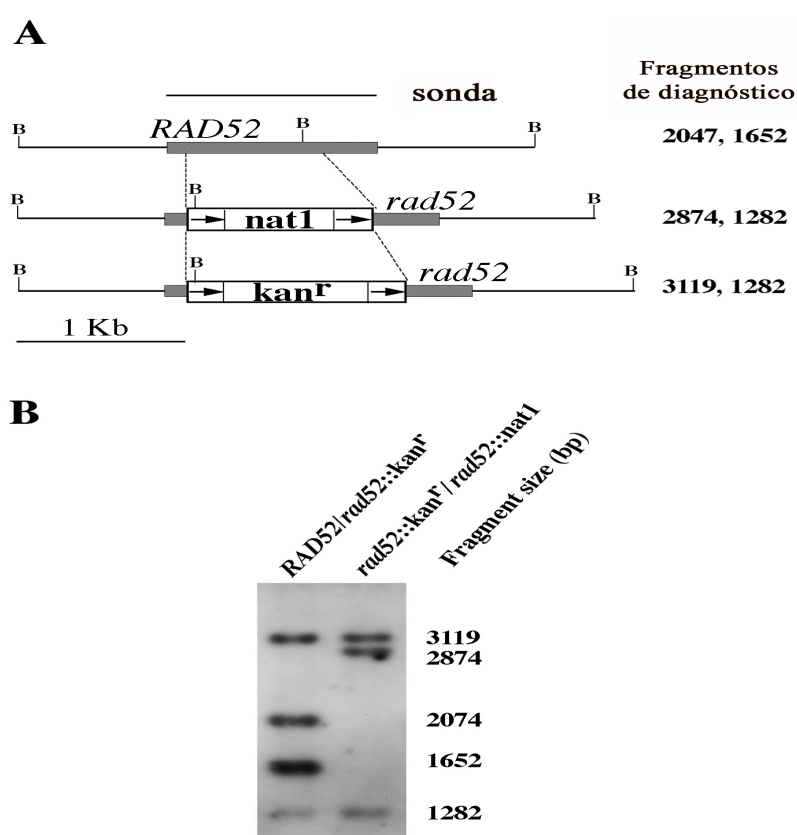 A
Fragmentos
de diagnóstico
sonda
RAD52
B
B
B
2047, 1652
B
B
nat1
rad52
B
2874, 1282
B
B
kanr
rad52
B
3119, 1282
1 Kb
B
RAD52/rad52::kanr
rad52::kanr/rad52::nat1
Fragment size (bp)
3119
2874
2074
1652
1282